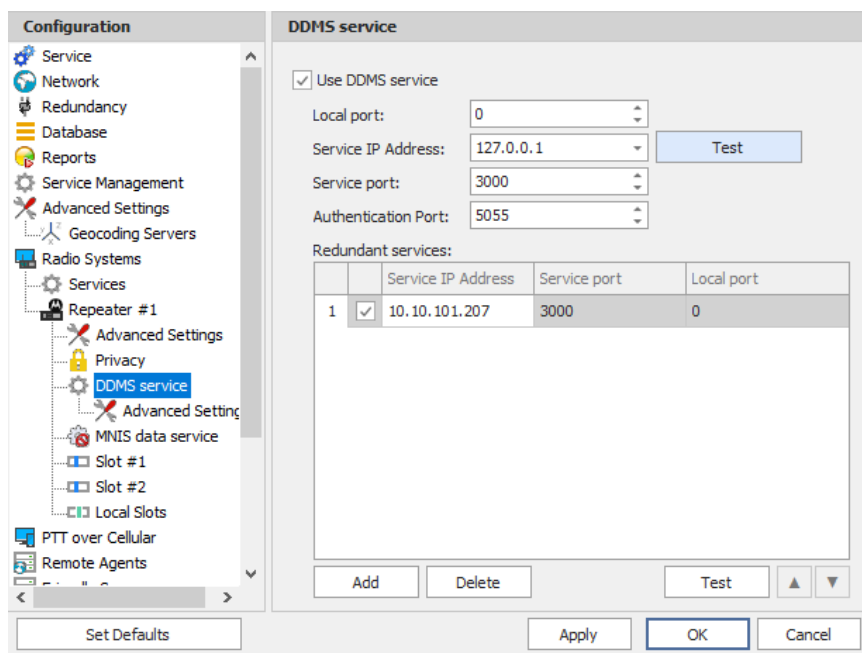 Configuration
Service
Network
Redundancy
Database
Reports
Service Management
Advanced Settings
Geocoding Servers
Radio Systems
Services
Repeater #1
Advanced Settings
Privacy
DDMS service
Advanced Setting
MNIS data service
Slot #1
Slot #2
Local Slots
PTT over Cellular
Remote Agents
Set Defaults
DDMS service
Use DDMS service
Local port: 0
Service IP Address: 127.0.0.1 Test
Service port: 3000
Authentication Port: 5055
Redundant services:
Service IP Address Service port Local port
1 10.10.101.207 3000 0
Add Delete Test
Apply OK Cancel